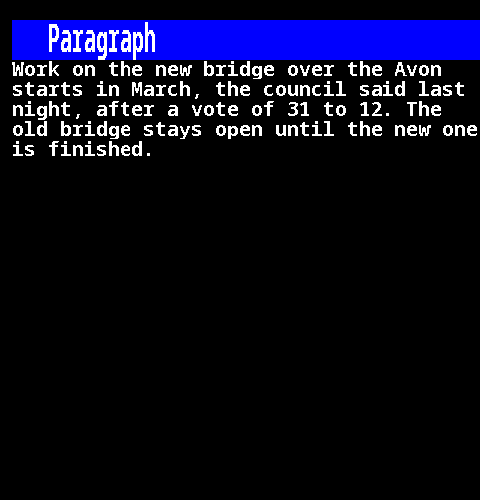 Paragraph
Work on the new bridge over the Avon
starts in March, the council said last
night, after a vote of 31 to 12. The
old bridge stays open until the new one
is finished.